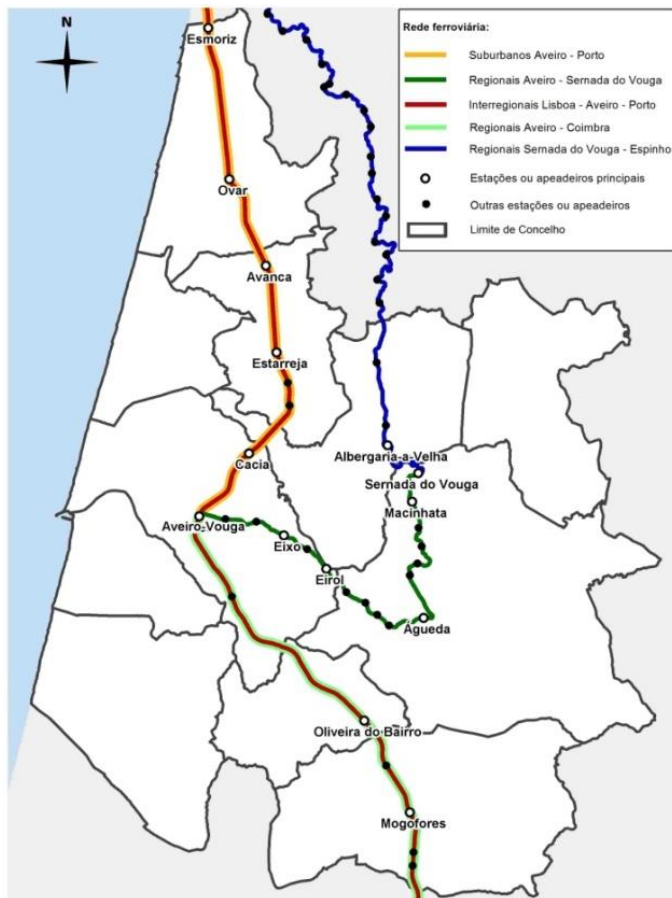 N
Rede ferroviária:
Suburbanos Aveiro - Porto
Regionais Aveiro - Sernada do Vouga
Interregionais Lisboa - Aveiro - Porto
Regionais Aveiro - Coimbra
Regionais Sernada do Vouga - Espinho
Estações ou apeadeiros principais
Outras estações ou apeadeiros
Limite de Concelho
Esmoriz
Ovar
Avanca
Estarreja
Cacia
Albergaria-a-Velha
Sernada do Vouga
Macinhata
Aveiro-Vouga
Eixo
Eirol
Águeda
Oliveira do Bairro
Mogofores